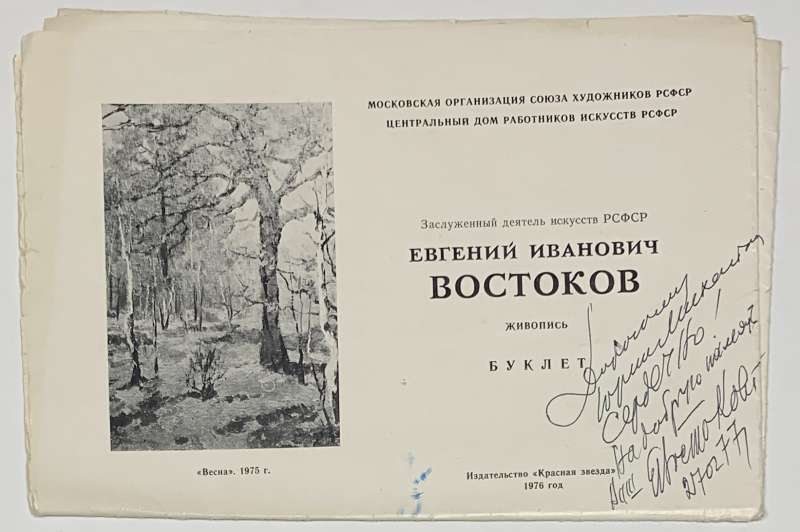 МОСКОВСКАЯ ОРГАНИЗАЦИЯ СОЮЗА ХУДОЖНИКОВ РСФСР
ЦЕНТРАЛЬНЫЙ ДОМ РАБОТНИКОВ ИСКУССТВ РСФСР
Заслуженный деятель искусств РСФСР
ЕВГЕНИЙ ИВАНОВИЧ
ВОСТОКОВ
ЖИВОПИСЬ
БУКЛЕТ
«Весна». 1975 г.
Издательство «Красная звезда»
1976 год
Дорогому
Сердечно!
На добрую память